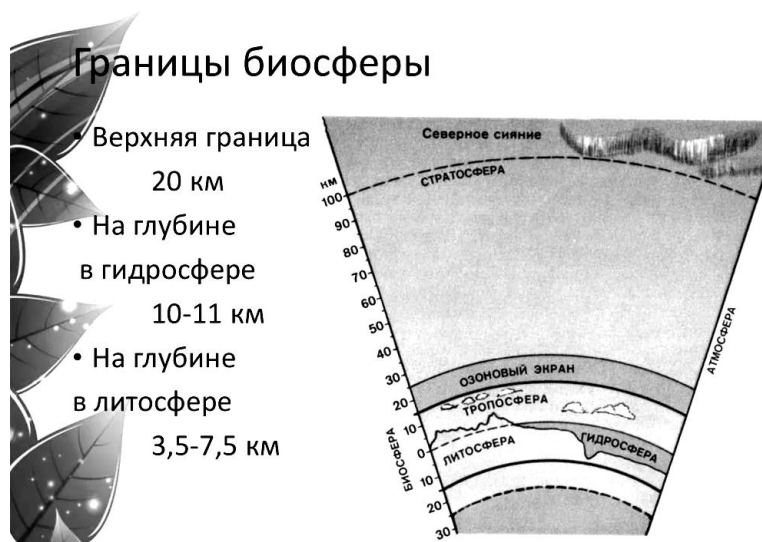 Границы биосферы
• Верхняя граница
20 км
• На глубине
в гидросфере
10-11 км
• На глубине
в литосфере
3,5-7,5 км
Северное сияние
СТРАТОСФЕРА
км
100
90
80
70
60
50
40
30
20
10
0
10
20
30
ОЗОНОВЫЙ ЭКРАН
ТРОПОСФЕРА
ЛИТОСФЕРА
ГИДРОСФЕРА
БИОСФЕРА
АТМОСФЕРА